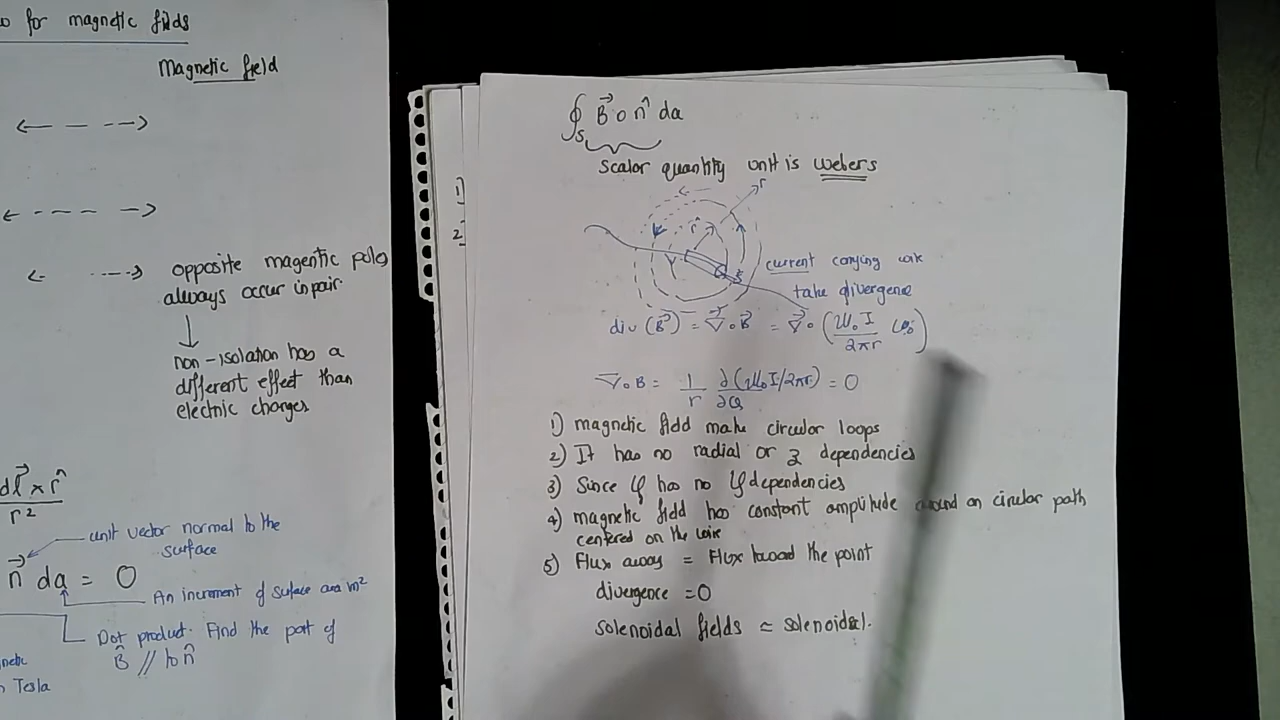 for magnetic fields
Magnetic field
opposite magentic poles
always occur in pair.
non-isolation has a
different effect than
electric charges
dl⃗ × r̂
r²
unit vector normal to the
surface
n⃗ da = 0
An increment of surface area m²
Dot product. Find the part of
B̂ // to n̂
Tesla
1)
2
∮s B⃗ ∘ n̂ da
scalar quantity unit is webers
r
r̂
current carrying wire
take divergence
div (B⃗) = ∇⃗ ∘ B⃗ = ∇⃗ ∘ (μ₀ I / 2πr φ̂)
∇ ∘ B = 1/r ∂(μ₀I/2πr)/∂φ = 0
1) magnetic field make circular loops
2) It has no radial or z dependencies
3) Since φ has no φ dependencies
4) magnetic field has constant amplitude around an circular path
centered on the wire
5) Flux away = Flux toward the point
divergence = 0
solenoidal fields ≃ solenoidal.